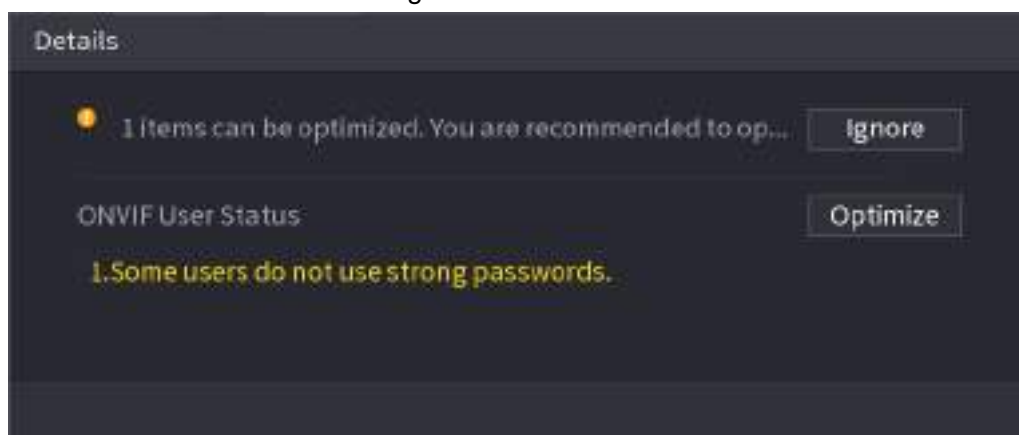 Details
1 items can be optimized. You are recommended to op...
Ignore
ONVIF User Status
Optimize
1.Some users do not use strong passwords.